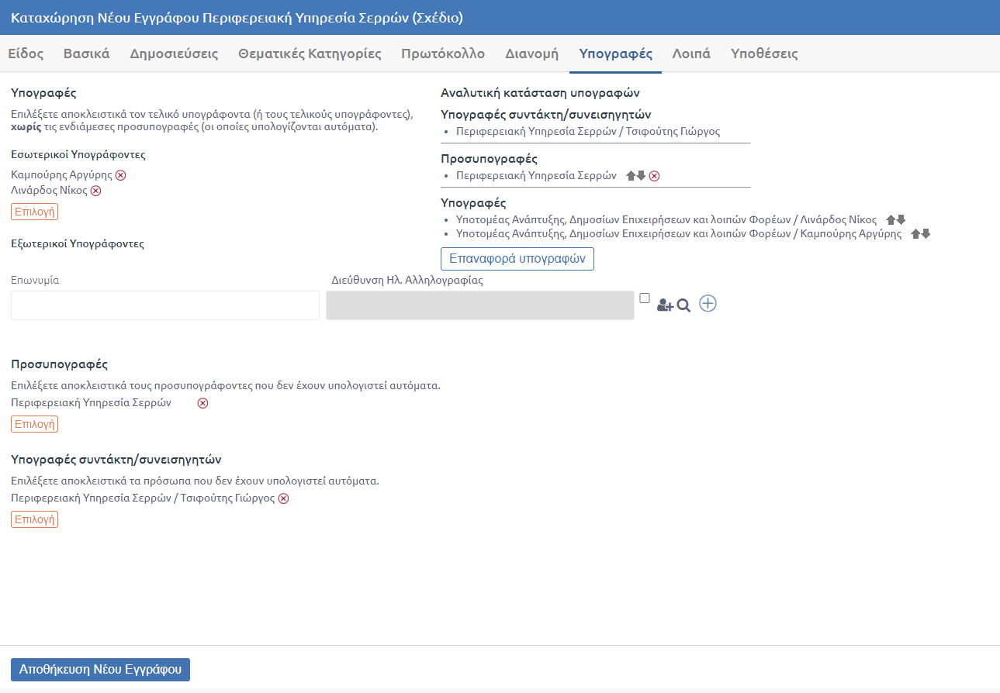 Καταχώρηση Νέου Εγγράφου Περιφερειακή Υπηρεσία Σερρών (Σχέδιο)
Είδος Βασικά Δημοσιεύσεις Θεματικές Κατηγορίες Πρωτόκολλο Διανομή Υπογραφές Λοιπά Υποθέσεις
Υπογραφές
Επιλέξετε αποκλειστικά τον τελικό υπογράφοντα (ή τους τελικούς υπογράφοντες),
χωρίς τις ενδιάμεσες προσυπογραφές (οι οποίες υπολογίζονται αυτόματα).
Εσωτερικοί Υπογράφοντες
Καμπούρης Αργύρης
Λινάρδος Νίκος
Επιλογή
Εξωτερικοί Υπογράφοντες
Αναλυτική κατάσταση υπογραφών
Υπογραφές συντάκτη/συνεισηγητών
• Περιφερειακή Υπηρεσία Σερρών / Τσιφούτης Γιώργος
Προσυπογραφές
• Περιφερειακή Υπηρεσία Σερρών
Υπογραφές
• Υποτομέας Ανάπτυξης, Δημοσίων Επιχειρήσεων και λοιπών Φορέων / Λινάρδος Νίκος
• Υποτομέας Ανάπτυξης, Δημοσίων Επιχειρήσεων και λοιπών Φορέων / Καμπούρης Αργύρης
Επαναφορά υπογραφών
Επωνυμία Διεύθυνση Ηλ. Αλληλογραφίας
Προσυπογραφές
Επιλέξετε αποκλειστικά τους προσυπογράφοντες που δεν έχουν υπολογιστεί αυτόματα.
Περιφερειακή Υπηρεσία Σερρών
Επιλογή
Υπογραφές συντάκτη/συνεισηγητών
Επιλέξετε αποκλειστικά τα πρόσωπα που δεν έχουν υπολογιστεί αυτόματα.
Περιφερειακή Υπηρεσία Σερρών / Τσιφούτης Γιώργος
Επιλογή
Αποθήκευση Νέου Εγγράφου